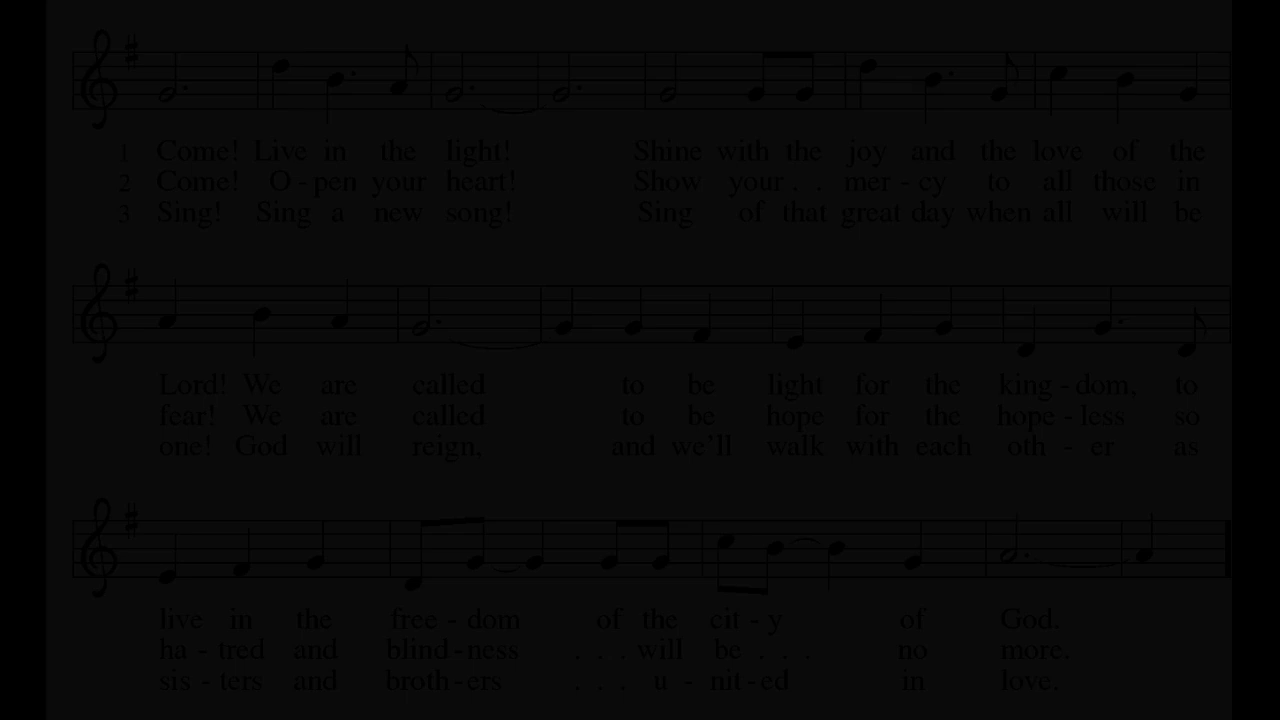 1 Come! Live in the light! Shine with the joy and the love of the
2 Come! O - pen your heart! Show your . . mer - cy to all those in
3 Sing! Sing a new song! Sing of that great day when all will be
Lord! We are called to be light for the king - dom, to
fear! We are called to be hope for the hope - less so
one! God will reign, and we'll walk with each oth - er as
live in the free - dom of the cit - y of God.
ha - tred and blind - ness . . . will be . . . no more.
sis - ters and broth - ers . . . u - nit - ed in love.